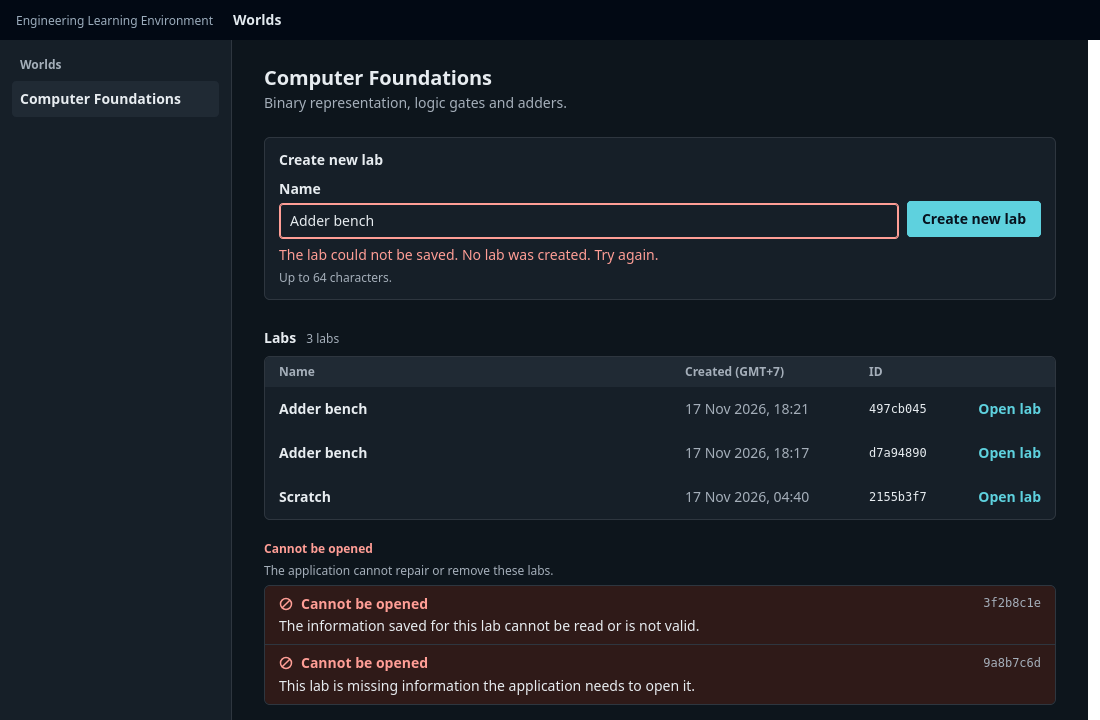 Engineering Learning Environment Worlds
Worlds
Computer Foundations
Computer Foundations
Binary representation, logic gates and adders.
Create new lab
Name
Adder bench
Create new lab
The lab could not be saved. No lab was created. Try again.
Up to 64 characters.
Labs 3 labs
Name Created (GMT+7) ID
Adder bench 17 Nov 2026, 18:21 497cb045 Open lab
Adder bench 17 Nov 2026, 18:17 d7a94890 Open lab
Scratch 17 Nov 2026, 04:40 2155b3f7 Open lab
Cannot be opened
The application cannot repair or remove these labs.
Cannot be opened 3f2b8c1e
The information saved for this lab cannot be read or is not valid.
Cannot be opened 9a8b7c6d
This lab is missing information the application needs to open it.